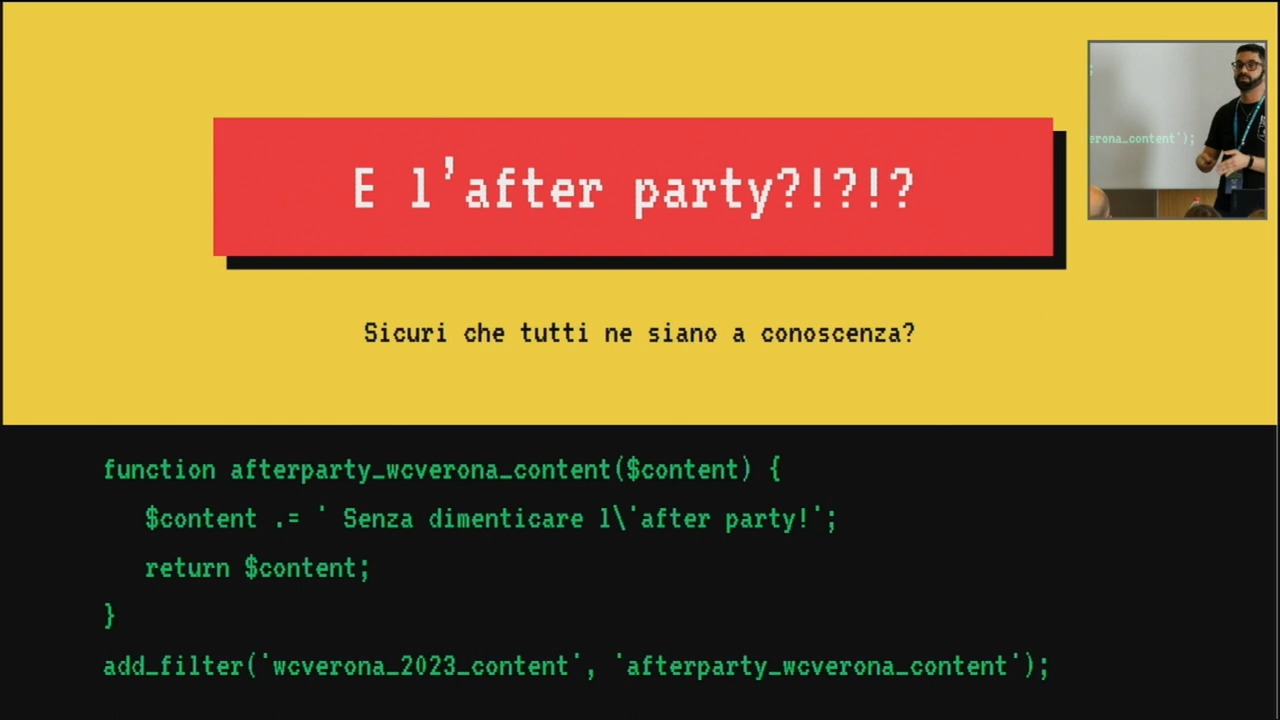 E l'after party?!?!?
Sicuri che tutti ne siano a conoscenza?
function afterparty_wcverona_content($content) {
$content .= ' Senza dimenticare l\'after party!';
return $content;
}
add_filter('wcverona_2023_content', 'afterparty_wcverona_content');
erona_content');
;